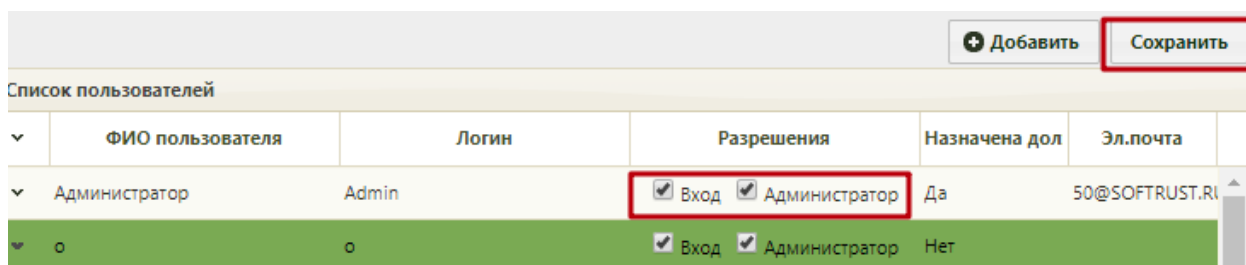 Добавить Сохранить
Список пользователей
ФИО пользователя Логин Разрешения Назначена дол Эл.почта
Администратор Admin Вход Администратор Да 50@SOFTRUST.RU
о о Вход Администратор Нет